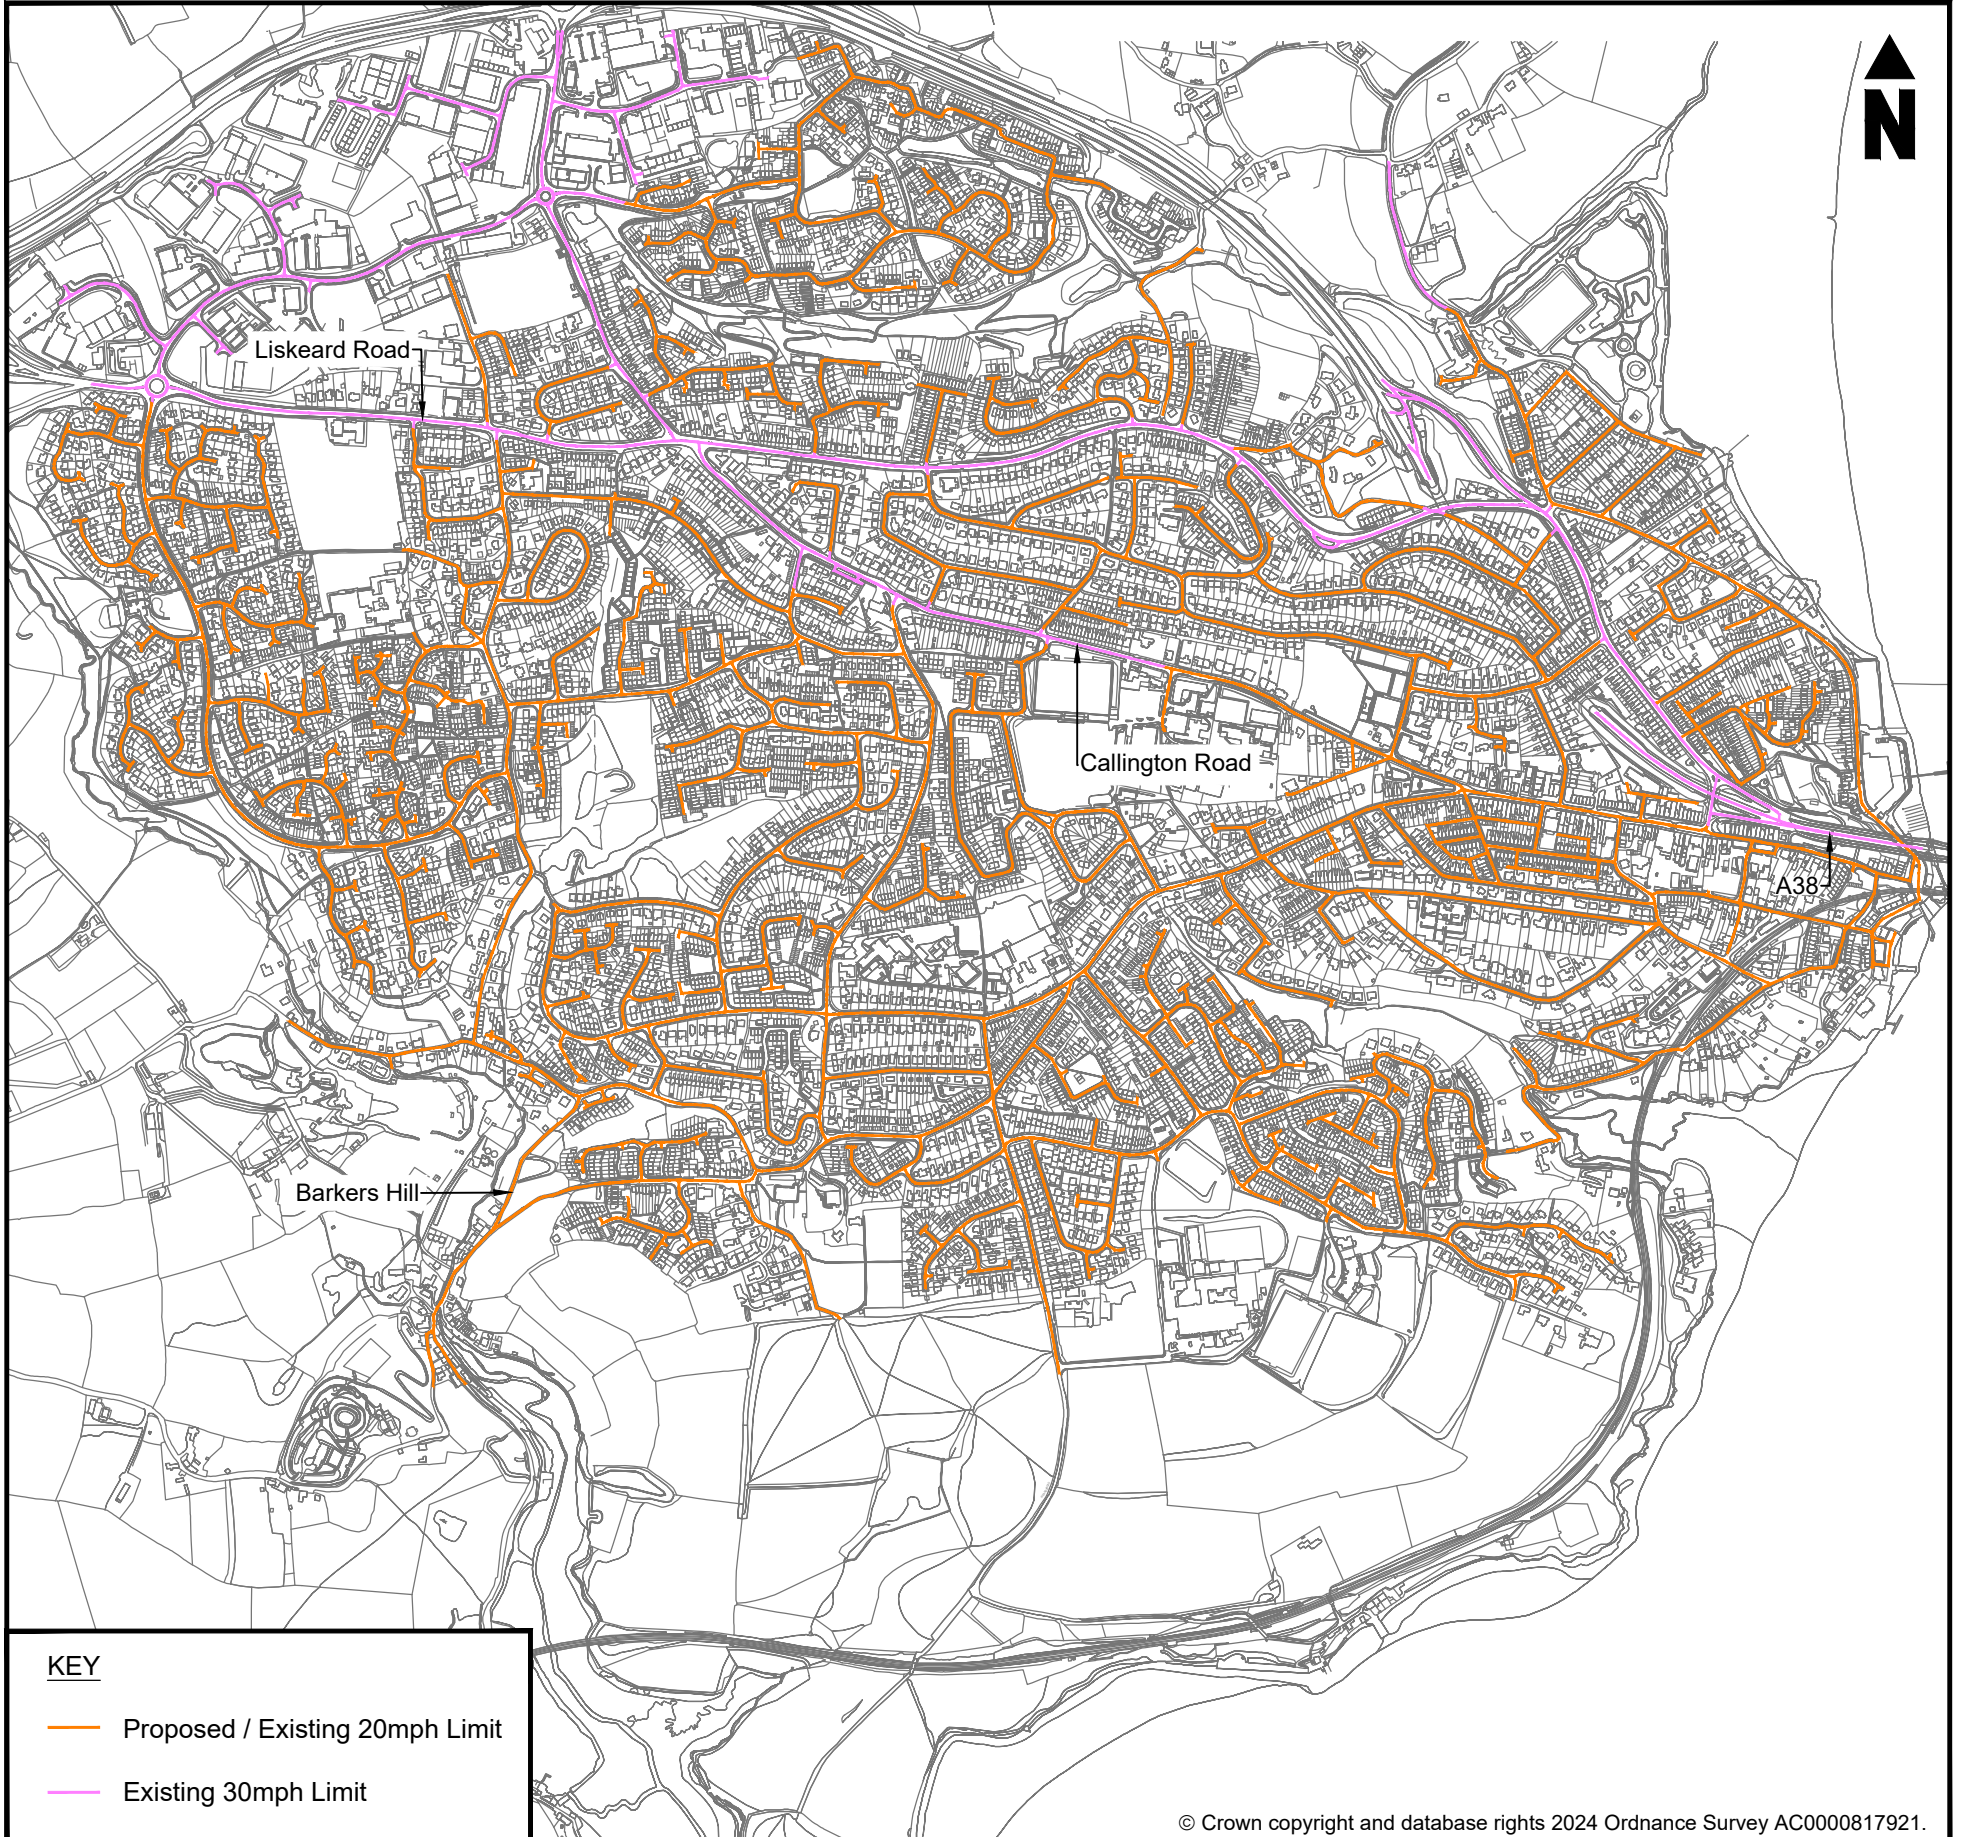 N
Liskeard Road
Callington Road
A38
Barkers Hill
KEY
Proposed / Existing 20mph Limit
Existing 30mph Limit
© Crown copyright and database rights 2024 Ordnance Survey AC0000817921.